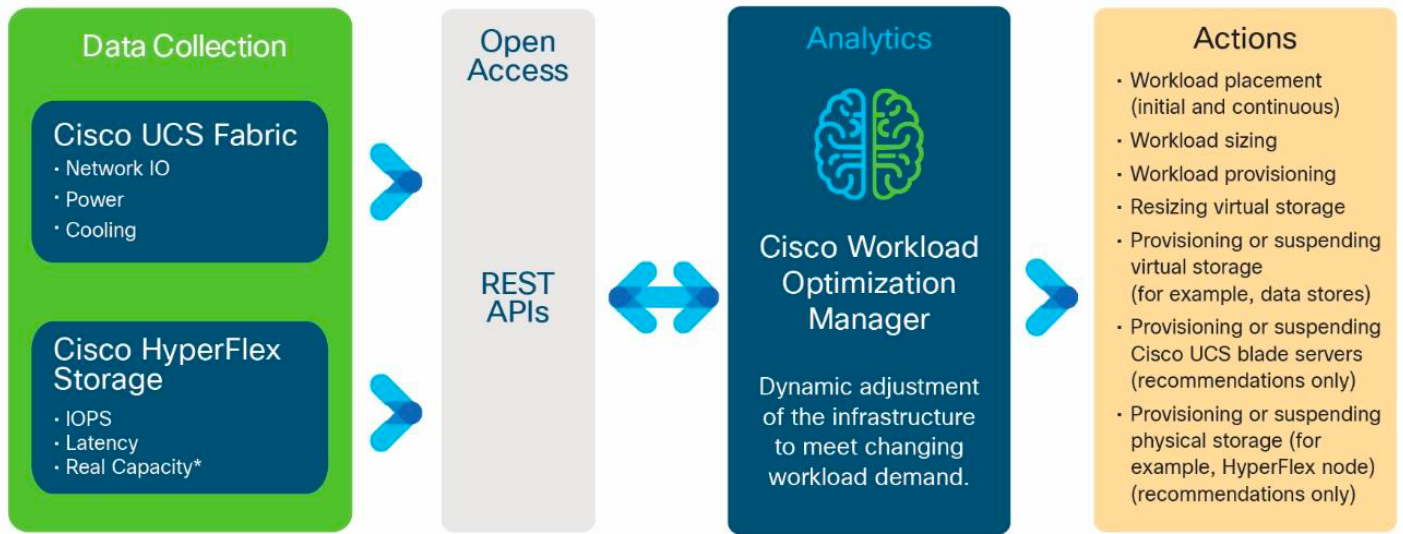 Data Collection
Cisco UCS Fabric
· Network IO
· Power
· Cooling
Cisco HyperFlex
Storage
· IOPS
· Latency
· Real Capacity*
Open
Access
REST
APIs
Analytics
Cisco Workload
Optimization
Manager
Dynamic adjustment
of the infrastructure
to meet changing
workload demand.
Actions
· Workload placement
(initial and continuous)
· Workload sizing
· Workload provisioning
· Resizing virtual storage
· Provisioning or suspending
virtual storage
(for example, data stores)
· Provisioning or suspending
Cisco UCS blade servers
(recommendations only)
· Provisioning or suspending
physical storage (for
example, HyperFlex node)
(recommendations only)